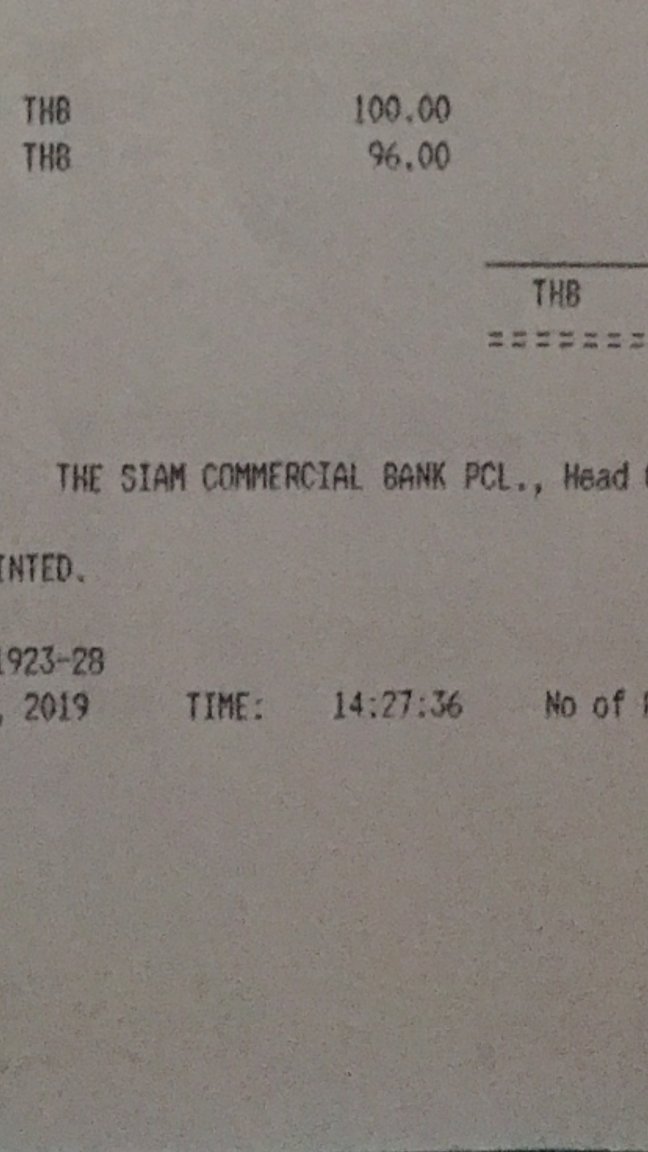 THB 100.00
THB 96.00
THB
=======
THE SIAM COMMERCIAL BANK PCL., Head
INTED.
1923-28
, 2019 TIME: 14:27:36 No of